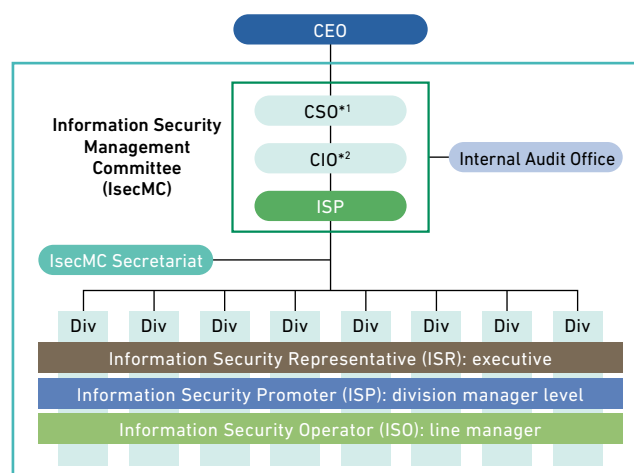 CEO
CSO*1
Information Security
Management
Committee
(IsecMC)
CIO*2
Internal Audit Office
ISP
IsecMC Secretariat
Div Div Div Div Div Div Div Div
Information Security Representative (ISR): executive
Information Security Promoter (ISP): division manager level
Information Security Operator (ISO): line manager